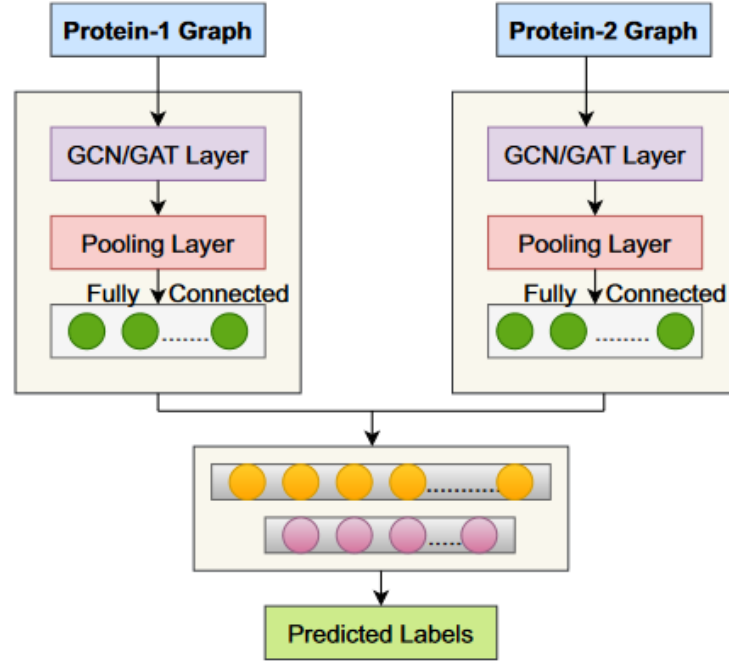 Protein-1 Graph
Protein-2 Graph
GCN/GAT Layer
GCN/GAT Layer
Pooling Layer
Pooling Layer
Fully Connected
Fully Connected
Predicted Labels